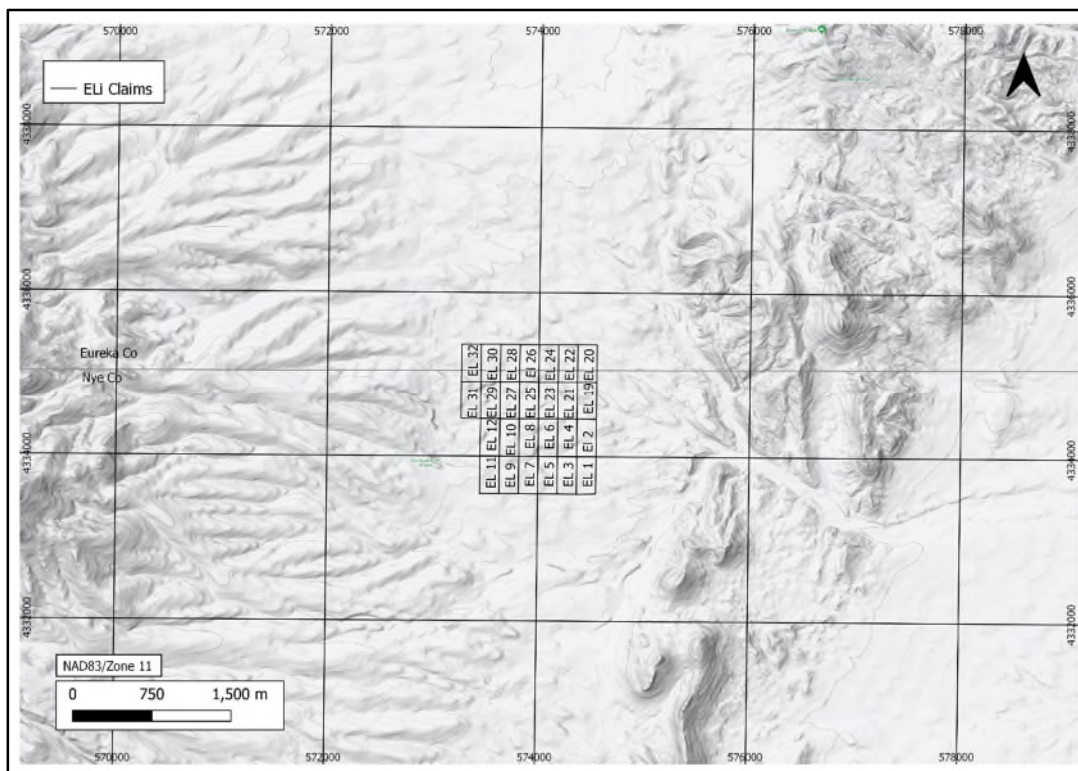 570000 572000 574000 576000 578000
ELi Claims
4338000 4338000
4336000 4336000
Eureka Co
Nye Co
EL 32 EL 30 EL 28 EL 26 EL 24 EL 22 EL 20
EL 31 EL 29 EL 27 EL 25 EL 23 EL 21 EL 19
EL 12 EL 10 EL 8 EL 6 EL 4 EL 2
4334000 4334000
EL 11 EL 9 EL 7 EL 5 EL 3 EL 1
4332000 4332000
NAD83/Zone 11
0 750 1,500 m
570000 572000 574000 576000 578000